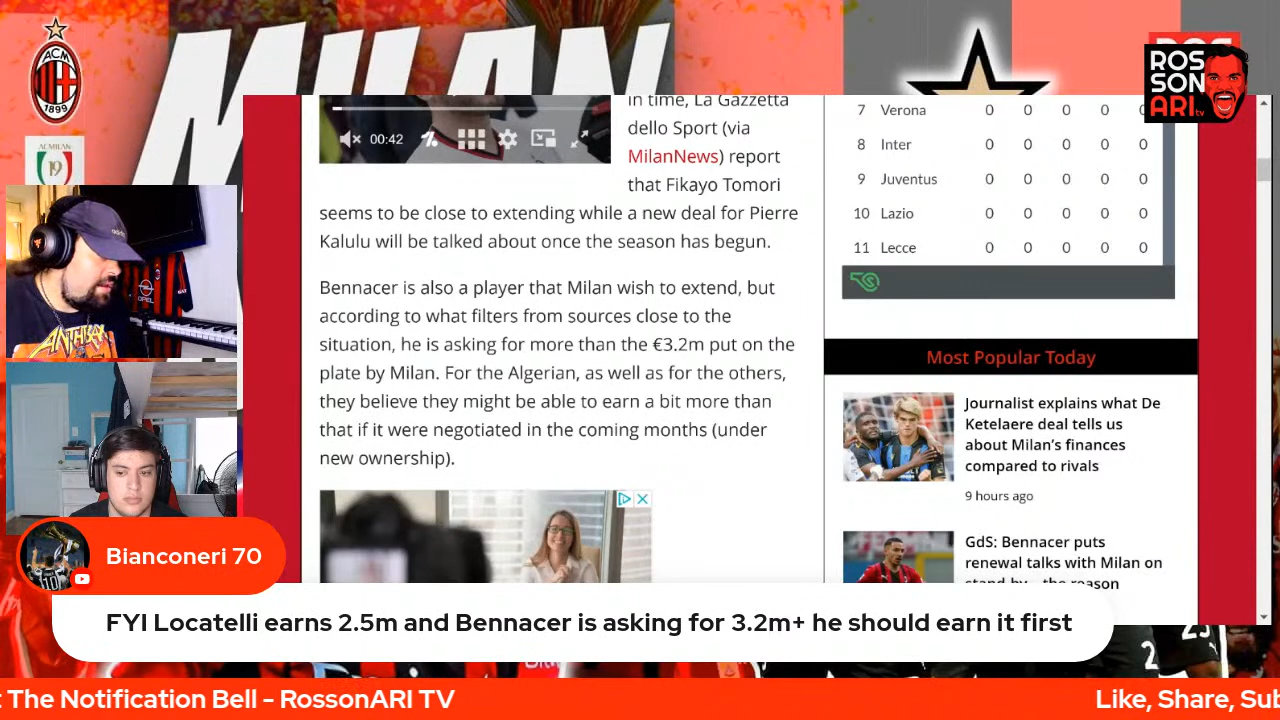 MILAN
ACM
1899
AC MILAN
19
ROS
SON
ARI
tv
00:42
in time, La Gazzetta
dello Sport (via
MilanNews) report
that Fikayo Tomori
seems to be close to extending while a new deal for Pierre
Kalulu will be talked about once the season has begun.
Bennacer is also a player that Milan wish to extend, but
according to what filters from sources close to the
situation, he is asking for more than the €3.2m put on the
plate by Milan. For the Algerian, as well as for the others,
they believe they might be able to earn a bit more than
that if it were negotiated in the coming months (under
new ownership).
7 Verona 0 0 0 0 0
8 Inter 0 0 0 0 0
9 Juventus 0 0 0 0 0
10 Lazio 0 0 0 0 0
11 Lecce 0 0 0 0 0
Most Popular Today
Journalist explains what De
Ketelaere deal tells us
about Milan's finances
compared to rivals
9 hours ago
GdS: Bennacer puts
renewal talks with Milan on
stand-by – the reason
OPEL
ANTHRAX
Bianconeri 70
FYI Locatelli earns 2.5m and Bennacer is asking for 3.2m+ he should earn it first
The Notification Bell - RossonARI TV
Like, Share, Sub